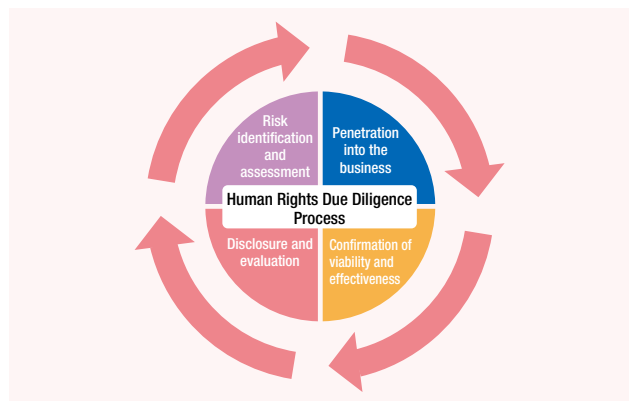 Risk
identification
and
assessment
Penetration
into the
business
Human Rights Due Diligence
Process
Disclosure and
evaluation
Confirmation of
viability and
effectiveness